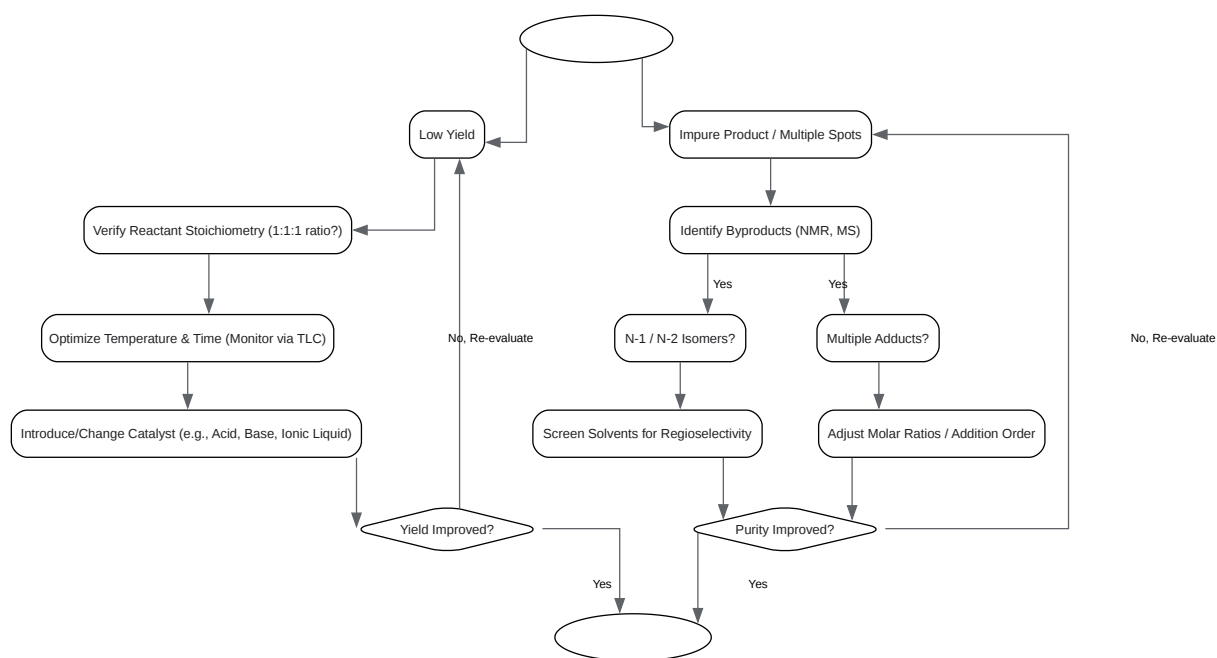 Low Yield
Impure Product / Multiple Spots
Verify Reactant Stoichiometry (1:1:1 ratio?)
Identify Byproducts (NMR, MS)
Yes
Yes
Optimize Temperature & Time (Monitor via TLC)
No, Re-evaluate
N-1 / N-2 Isomers?
Multiple Adducts?
No, Re-evaluate
Introduce/Change Catalyst (e.g., Acid, Base, Ionic Liquid)
Screen Solvents for Regioselectivity
Adjust Molar Ratios / Addition Order
Yield Improved?
Purity Improved?
Yes
Yes